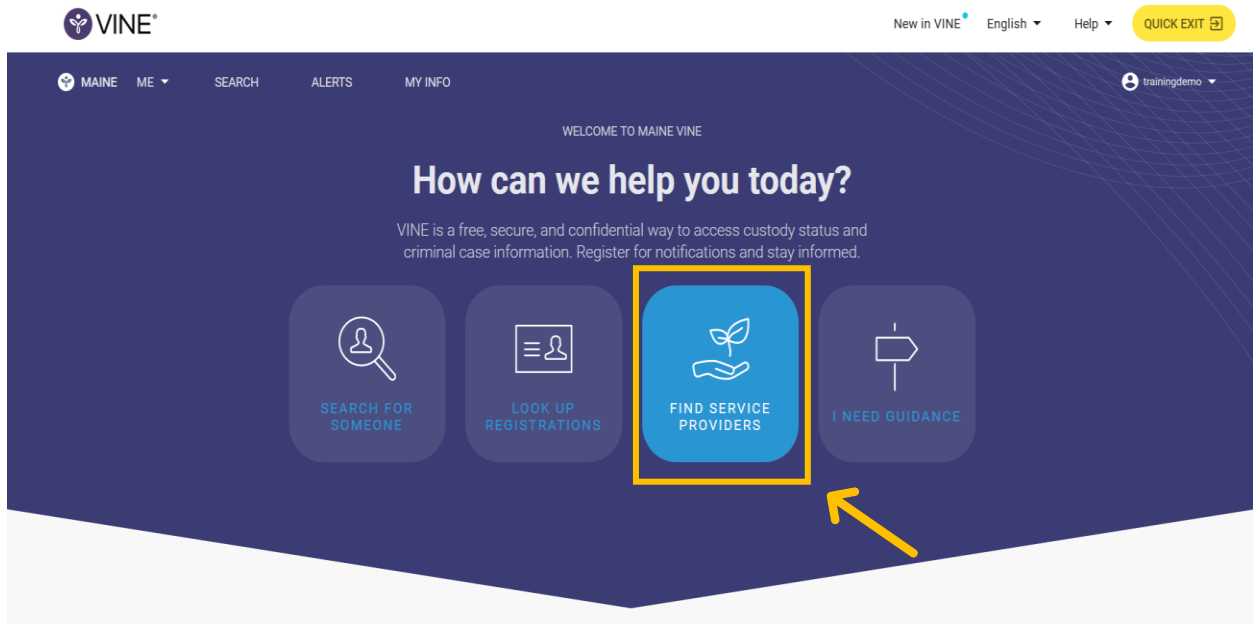 VINE®
New in VINE English Help QUICK EXIT
MAINE ME SEARCH ALERTS MY INFO trainingdemo
WELCOME TO MAINE VINE
How can we help you today?
VINE is a free, secure, and confidential way to access custody status and
criminal case information. Register for notifications and stay informed.
SEARCH FOR
SOMEONE
LOOK UP
REGISTRATIONS
FIND SERVICE
PROVIDERS
I NEED GUIDANCE